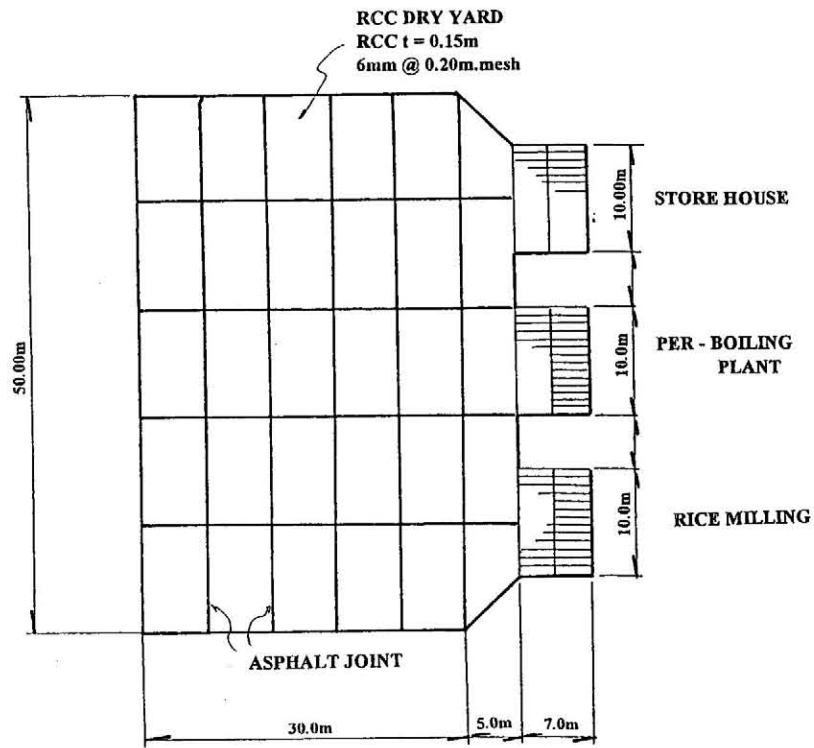 RCC DRY YARD
RCC t = 0.15m
6mm @ 0.20m.mesh
50.00m
10.00m
STORE HOUSE
10.0m
PER - BOILING
PLANT
10.0m
RICE MILLING
ASPHALT JOINT
30.0m
5.0m
7.0m